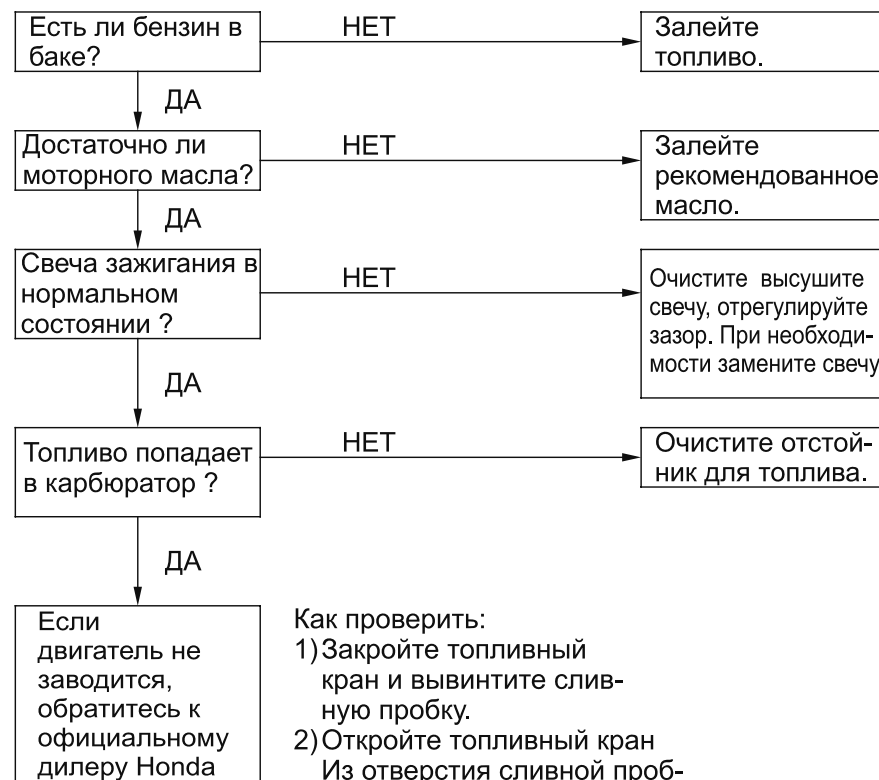 Есть ли бензин в
баке?
НЕТ
Залейте
топливо.
ДА
Достаточно ли
моторного масла?
НЕТ
Залейте
рекомендованное
масло.
ДА
Свеча зажигания в
нормальном
состоянии ?
НЕТ
Очистите высушите
свечу, отрегулируйте
зазор. При необходи-
мости замените свечу
ДА
Топливо попадает
в карбюратор ?
НЕТ
Очистите отстой-
ник для топлива.
ДА
Если
двигатель не
заводится,
обратитесь к
официальному
дилеру Honda
Как проверить:
1) Закройте топливный
кран и вывинтите слив-
ную пробку.
2) Откройте топливный кран
Из отверстия сливной проб-